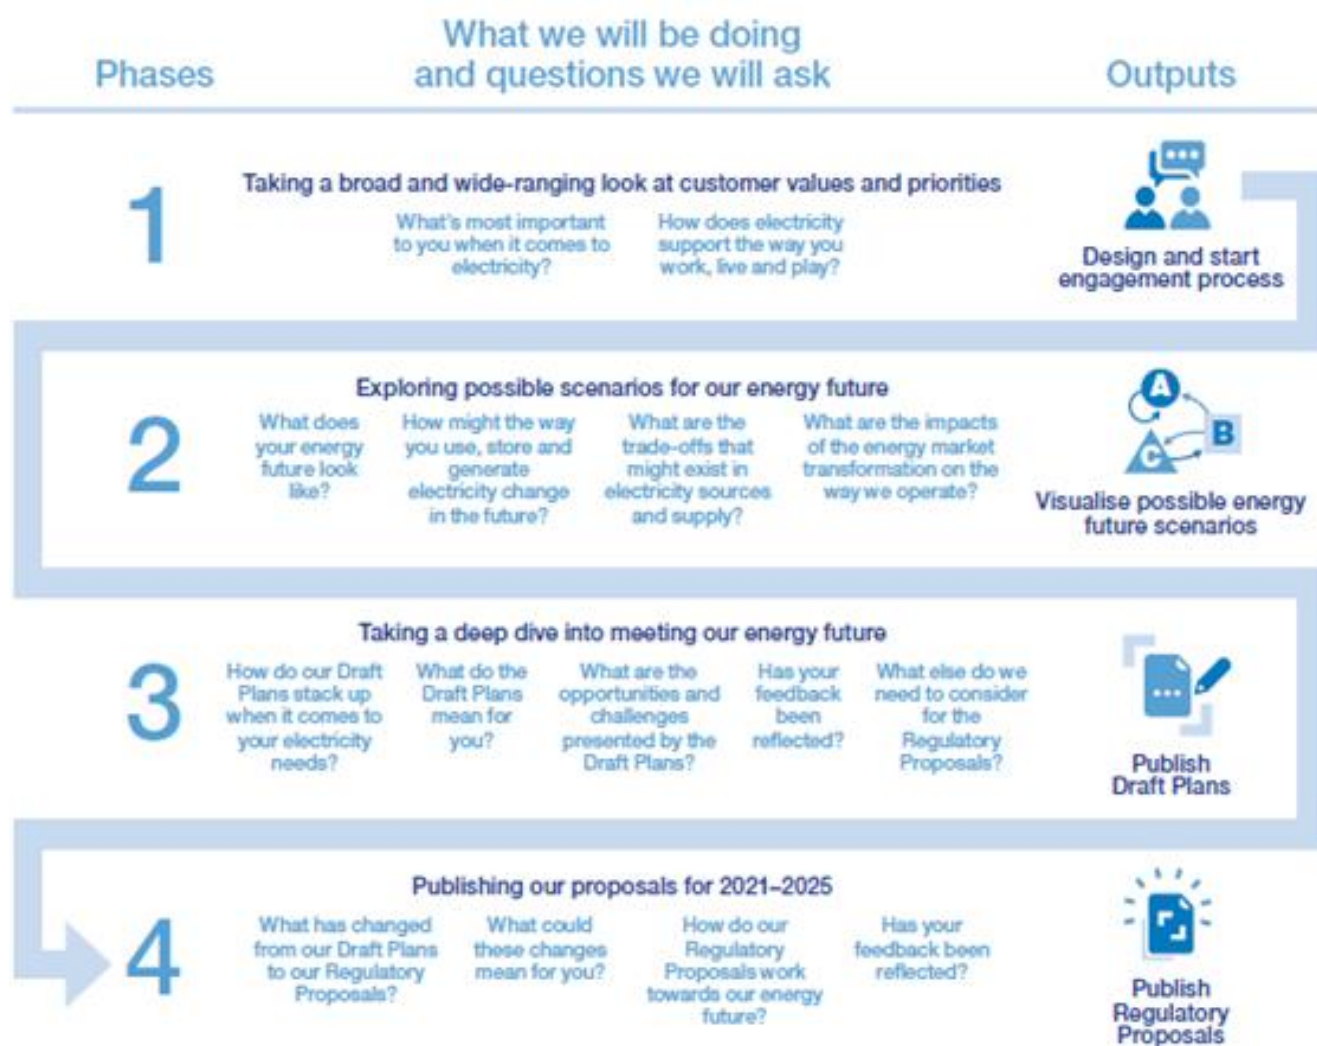 Phases
What we will be doing
and questions we will ask
Outputs
1
Taking a broad and wide-ranging look at customer values and priorities
What's most important
to you when it comes to
electricity?
How does electricity
support the way you
work, live and play?
Design and start
engagement process
2
Exploring possible scenarios for our energy future
What does
your energy
future look
like?
How might the way
you use, store and
generate
electricity change
in the future?
What are the
trade-offs that
might exist in
electricity sources
and supply?
What are the impacts
of the energy market
transformation on the
way we operate?
A
B
C
Visualise possible energy
future scenarios
3
Taking a deep dive into meeting our energy future
How do our Draft
Plans stack up
when it comes to
your electricity
needs?
What do the
Draft Plans
mean for
you?
What are the
opportunities and
challenges
presented by the
Draft Plans?
Has your
feedback
been
reflected?
What else do we
need to consider
for the
Regulatory
Proposals?
Publish
Draft Plans
4
Publishing our proposals for 2021–2025
What has changed
from our Draft Plans
to our Regulatory
Proposals?
What could
these changes
mean for you?
How do our
Regulatory
Proposals work
towards our energy
future?
Has your
feedback been
reflected?
Publish
Regulatory
Proposals